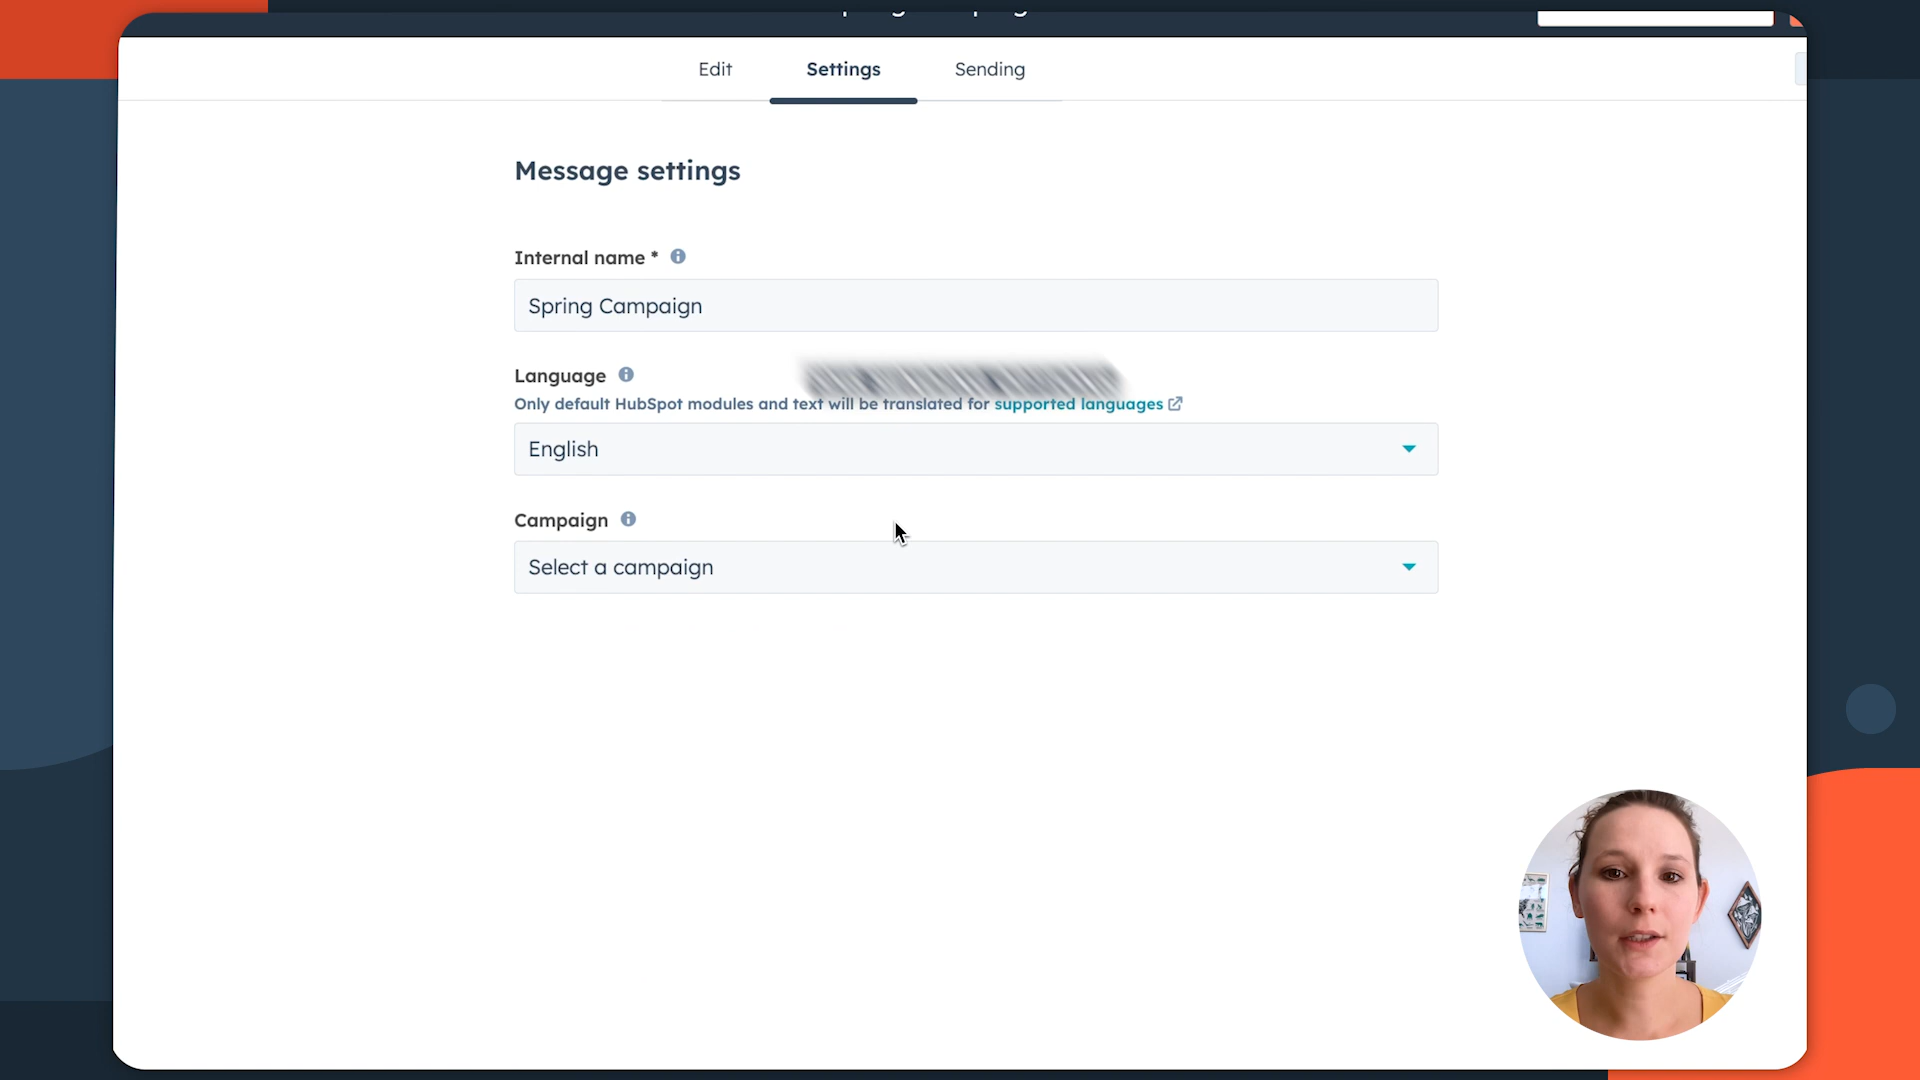 Edit
Settings
Sending
Message settings
Internal name *
Spring Campaign
Language
Only default HubSpot modules and text will be translated for supported languages
English
Campaign
Select a campaign